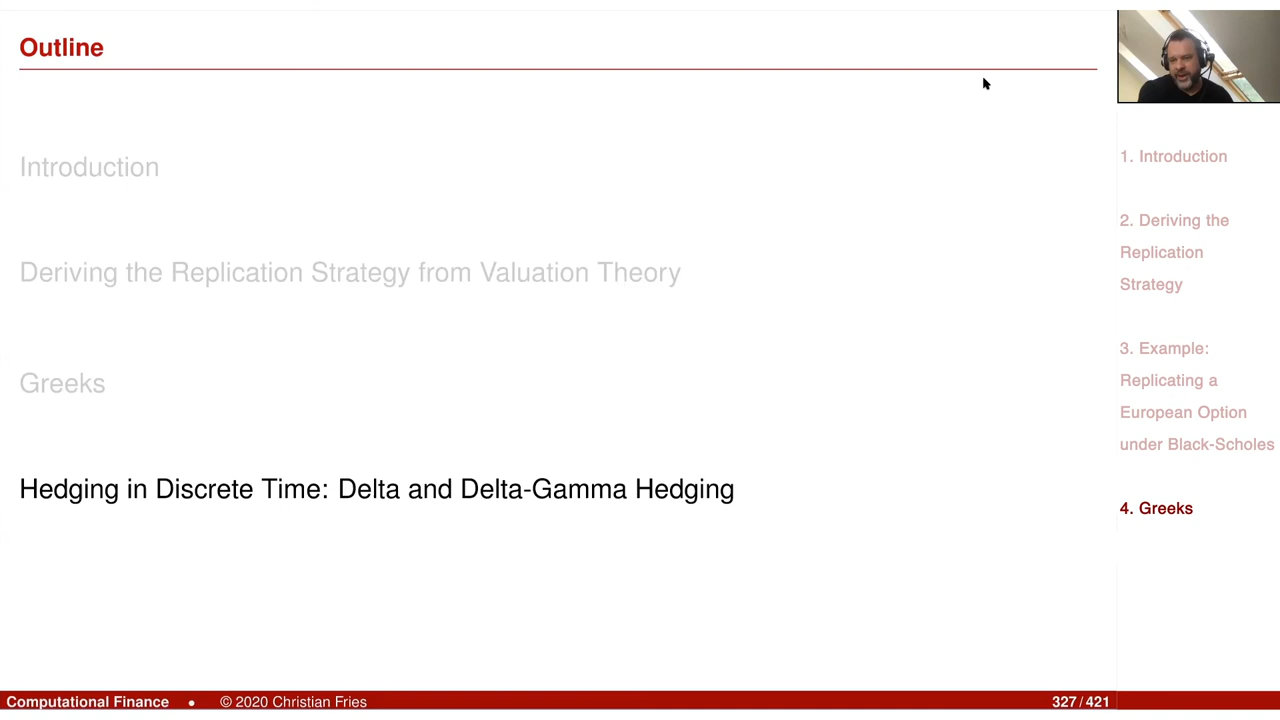 Outline
Introduction
Deriving the Replication Strategy from Valuation Theory
Greeks
Hedging in Discrete Time: Delta and Delta-Gamma Hedging
1. Introduction
2. Deriving the
Replication
Strategy
3. Example:
Replicating a
European Option
under Black-Scholes
4. Greeks
Computational Finance • © 2020 Christian Fries 327/421